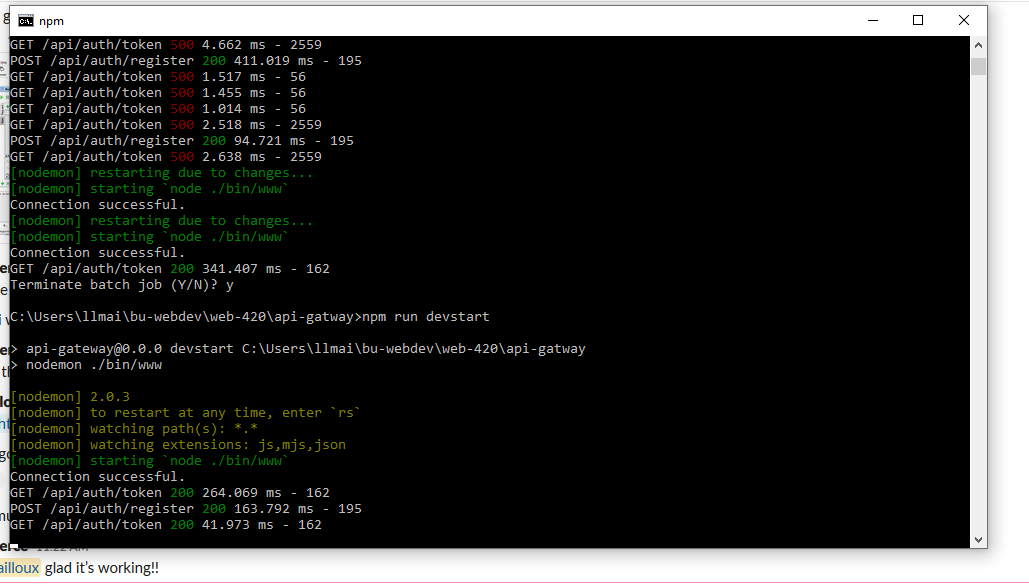 npm
GET /api/auth/token 500 4.662 ms - 2559
POST /api/auth/register 200 411.019 ms - 195
GET /api/auth/token 500 1.517 ms - 56
GET /api/auth/token 500 1.455 ms - 56
GET /api/auth/token 500 1.014 ms - 56
GET /api/auth/token 500 2.518 ms - 2559
POST /api/auth/register 200 94.721 ms - 195
GET /api/auth/token 500 2.638 ms - 2559
[nodemon] restarting due to changes...
[nodemon] starting `node ./bin/www`
Connection successful.
[nodemon] restarting due to changes...
[nodemon] starting `node ./bin/www`
Connection successful.
GET /api/auth/token 200 341.407 ms - 162
Terminate batch job (Y/N)? y
C:\Users\llmai\bu-webdev\web-420\api-gatway>npm run devstart
> api-gateway@0.0.0 devstart C:\Users\llmai\bu-webdev\web-420\api-gatway
> nodemon ./bin/www
[nodemon] 2.0.3
[nodemon] to restart at any time, enter `rs`
[nodemon] watching path(s): *.*
[nodemon] watching extensions: js,mjs,json
[nodemon] starting `node ./bin/www`
Connection successful.
GET /api/auth/token 200 264.069 ms - 162
POST /api/auth/register 200 163.792 ms - 195
GET /api/auth/token 200 41.973 ms - 162
ailloux glad it's working!!